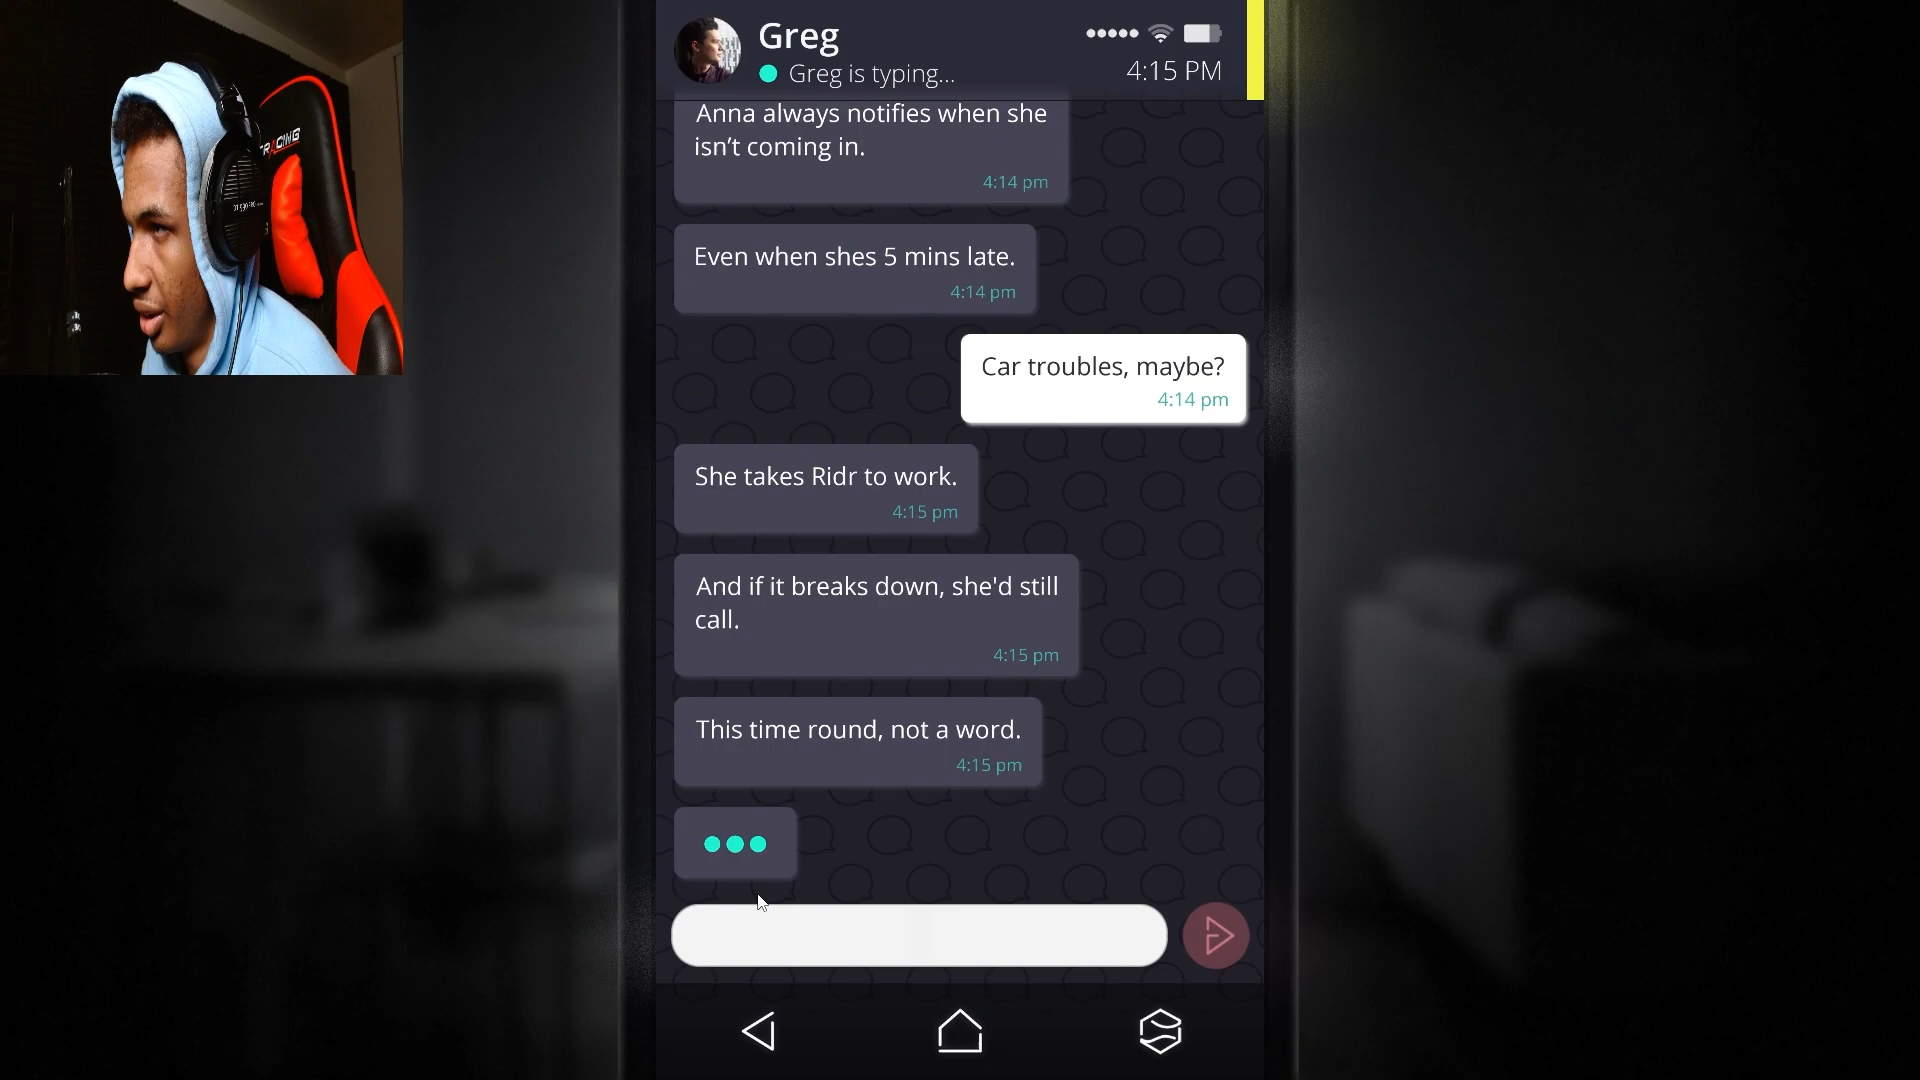 Greg
Greg is typing...
4:15 PM
Anna always notifies when she
isn’t coming in.
4:14 pm
Even when shes 5 mins late.
4:14 pm
Car troubles, maybe?
4:14 pm
She takes Ridr to work.
4:15 pm
And if it breaks down, she'd still
call.
4:15 pm
This time round, not a word.
4:15 pm
RACING